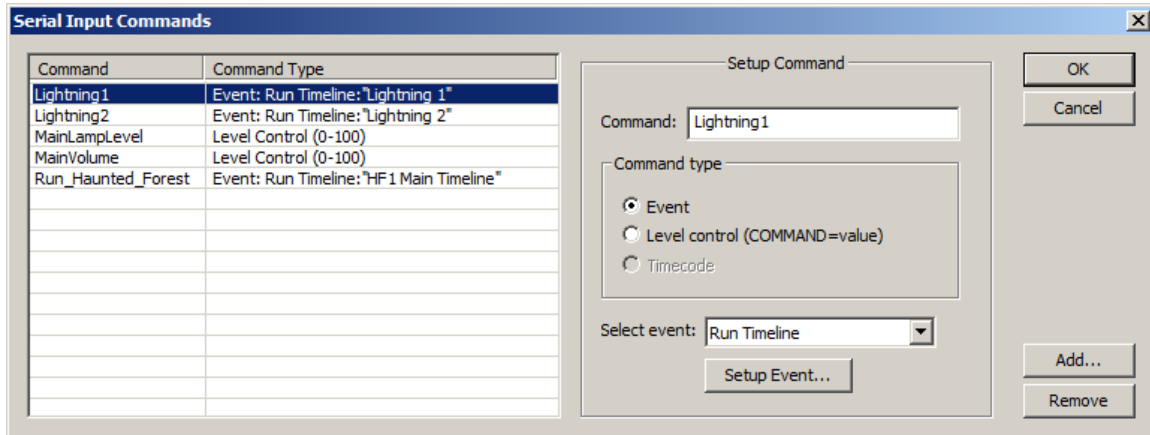 Serial Input Commands
Command Command Type
Lightning1 Event: Run Timeline:"Lightning 1"
Lightning2 Event: Run Timeline:"Lightning 2"
MainLampLevel Level Control (0-100)
MainVolume Level Control (0-100)
Run_Haunted_Forest Event: Run Timeline:"HF1 Main Timeline"
Setup Command
Command: Lightning1
Command type
Event
Level control (COMMAND=value)
Timecode
Select event: Run Timeline
Setup Event...
OK
Cancel
Add...
Remove